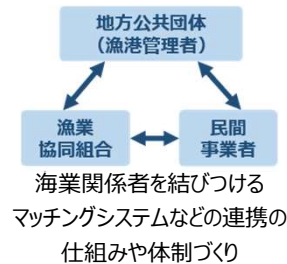 地方公共団体
（漁港管理者）
漁業
協同組合
民間
事業者
海業関係者を結びつける
マッチングシステムなどの連携の
仕組みや体制づくり